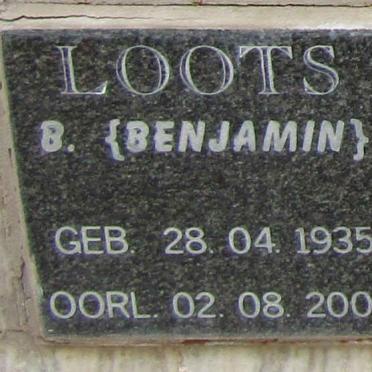 LOOTS
B. {BENJAMIN}
GEB. 28. 04. 1935
OORL. 02. 08. 200